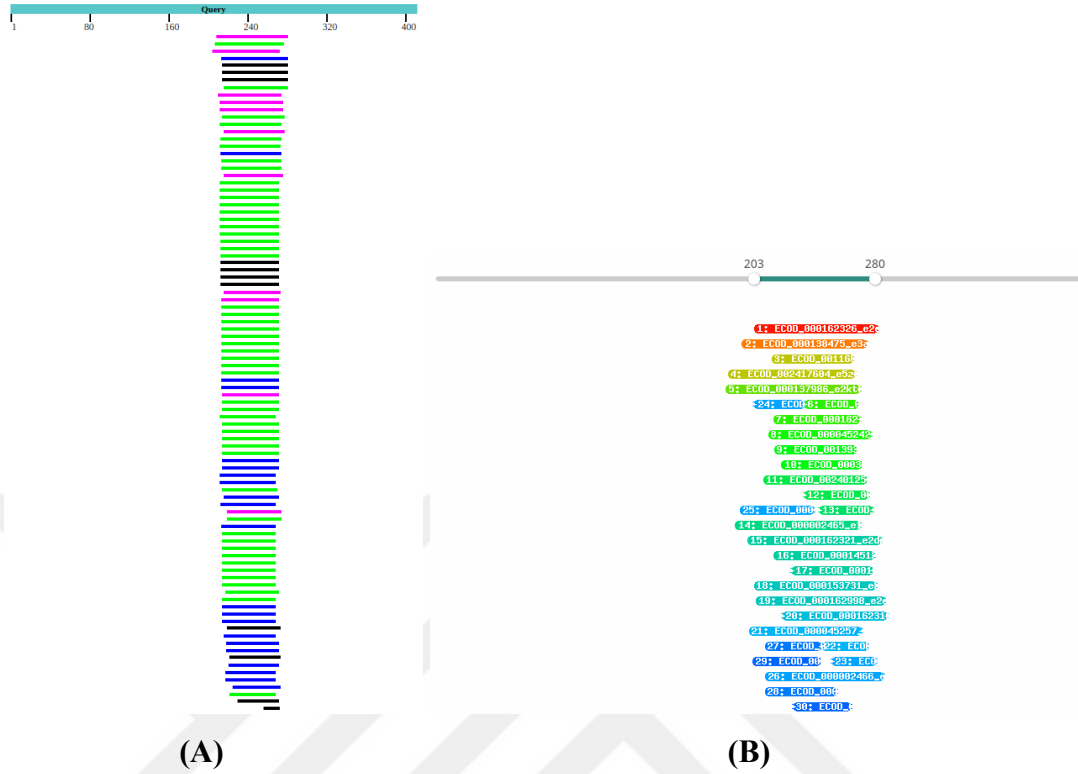 Query
1 80 160 240 320 400
203 280
1: ECOD_000162326_e2
2: ECOD_000138475_e3
3: ECOD_00116
4: ECOD_002417604_e5
5: ECOD_000137986_e2kt
24: ECO 6: ECOD_
7: ECOD_000162
8: ECOD_000045242
9: ECOD_00139
10: ECOD_0003
11: ECOD_00240125
12: ECOD_0
25: ECOD_000 13: ECOD
14: ECOD_000002465_e
15: ECOD_000162321_e2
16: ECOD_0001451
17: ECOD_0001
18: ECOD_000153731_e
19: ECOD_000162998_e2
20: ECOD_00016231
21: ECOD_000045257
27: ECOD_ 22: ECO
29: ECOD_00 23: ECO
26: ECOD_000002466_
28: ECOD_00
30: ECOD_
(A) (B)